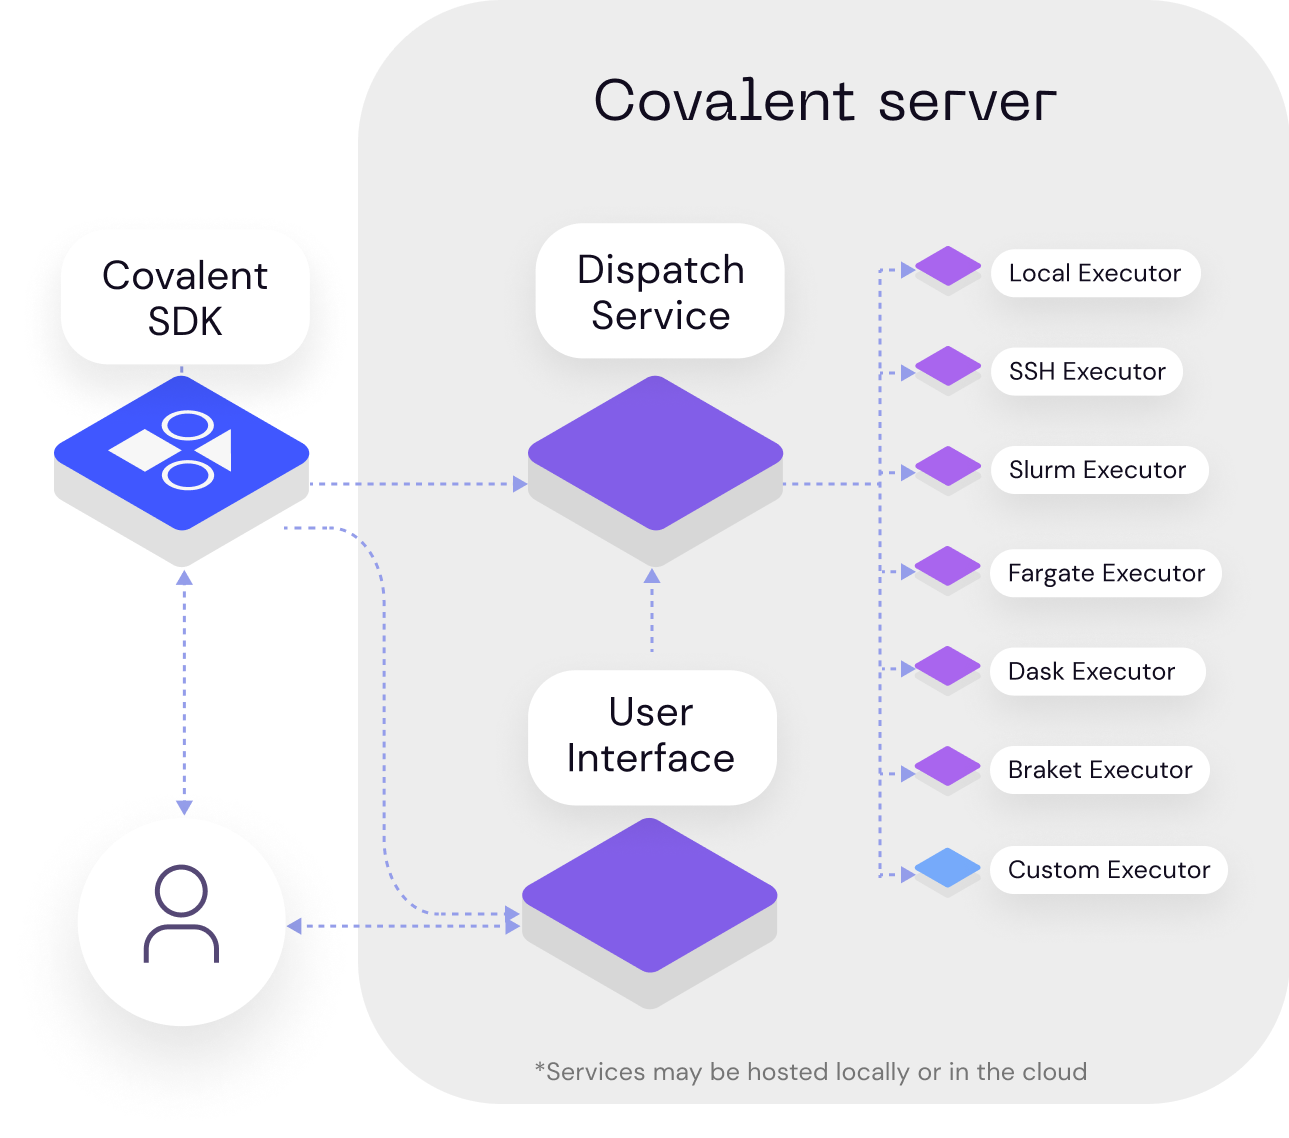 Covalent server
Covalent
SDK
Dispatch
Service
Local Executor
SSH Executor
Slurm Executor
Fargate Executor
Dask Executor
Braket Executor
Custom Executor
User
Interface
*Services may be hosted locally or in the cloud